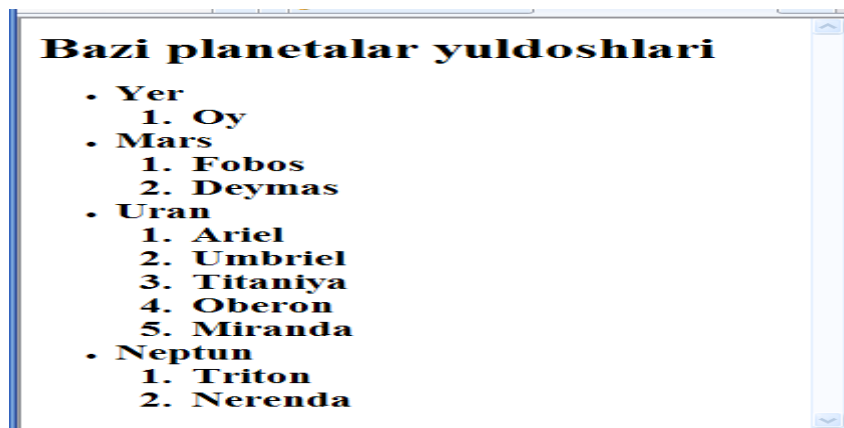 Bazi planetalar yuldoshlari
• Yer
1. Oy
• Mars
1. Fobos
2. Deymas
• Uran
1. Ariel
2. Umbriel
3. Titaniya
4. Oberon
5. Miranda
• Neptun
1. Triton
2. Nerenda